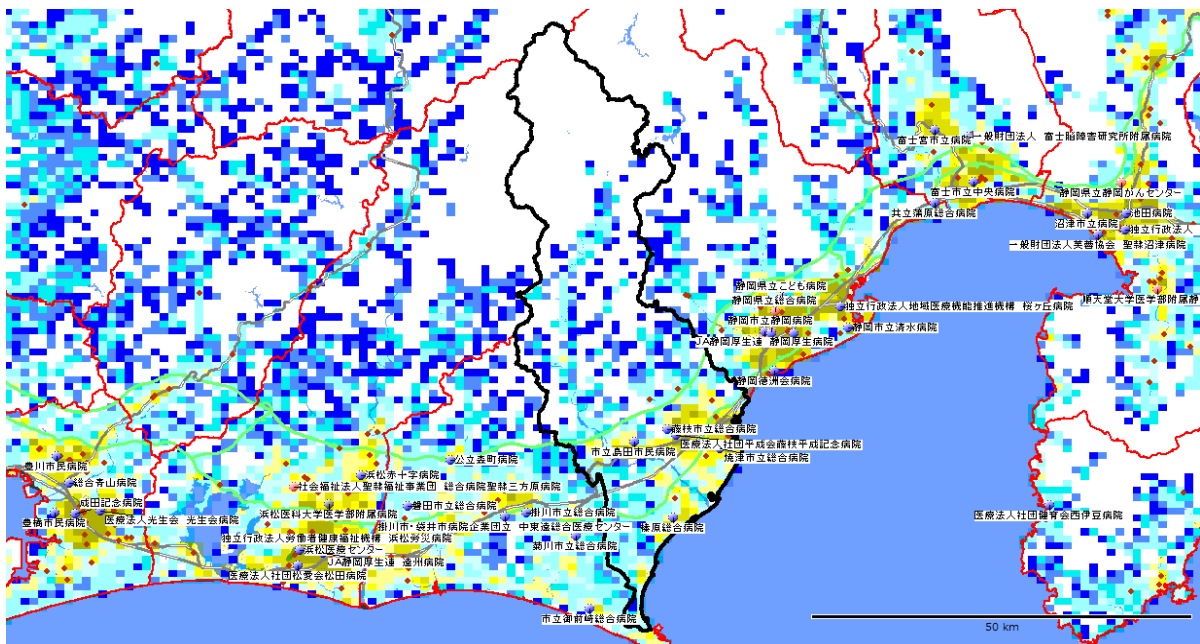 富士宮市立病院
一般財団法人 富士脳障害研究所附属病院
富士市立中央病院
静岡県立静岡がんセンター
共立蒲原総合病院
沼津市立病院
池田病院
独立行政法人
一般財団法人芙蓉協会 聖隷沼津病院
静岡県立こども病院
順天堂大学医学部附属静
静岡県立総合病院
独立行政法人地域医療機能推進機構 桜ヶ丘病院
静岡市立静岡病院
静岡市立清水病院
JA静岡厚生連 静岡厚生病院
静岡徳洲会病院
藤枝市立総合病院
医療法人社団平成会藤枝平成記念病院
市立島田市民病院
焼津市立総合病院
公立森町病院
豊川市民病院
浜松赤十字病院
総合青山病院
社会福祉法人聖隷福祉事業団 総合病院聖隷三方原病院
成田記念病院
磐田市立総合病院
掛川市立総合病院
豊橋市民病院
医療法人光生会 光生会病院
浜松医科大学医学部附属病院
掛川市・袋井市病院企業団立 中東遠総合医療センター
榛原総合病院
医療法人社団健育会西伊豆病院
独立行政法人労働者健康福祉機構 浜松労災病院
菊川市立総合病院
浜松医療センター
JA静岡厚生連 遠州病院
医療法人社団松愛会松田病院
市立御前崎総合病院
50 km